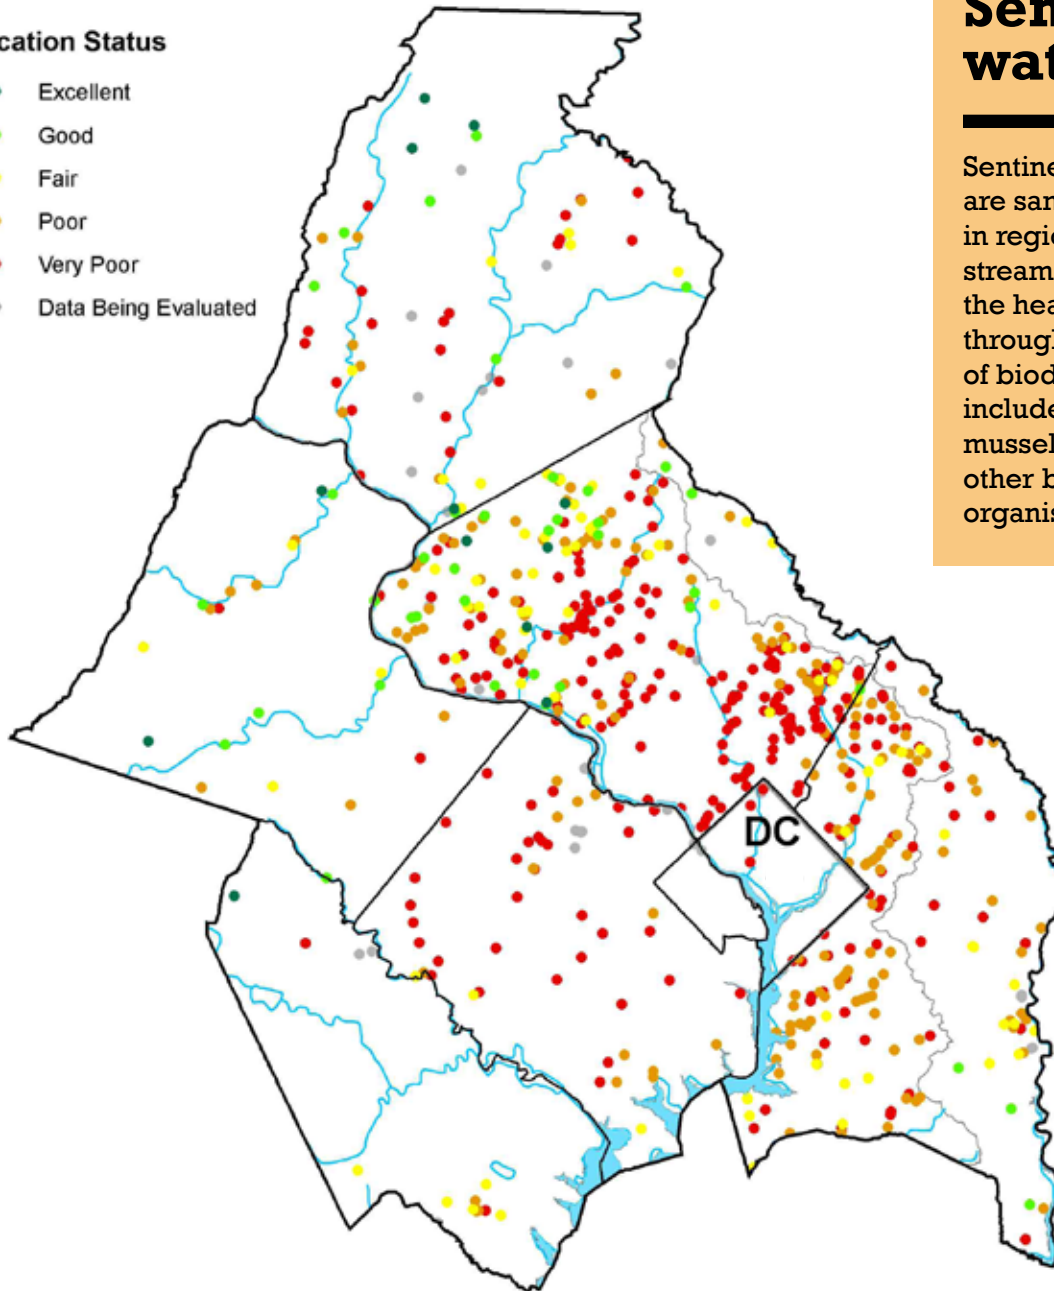 cation Status
Excellent
Good
Fair
Poor
Very Poor
Data Being Evaluated
DC
Sen
wat
Sentine
are sar
in regio
stream
the hea
throug
of biod
include
mussel
other b
organis